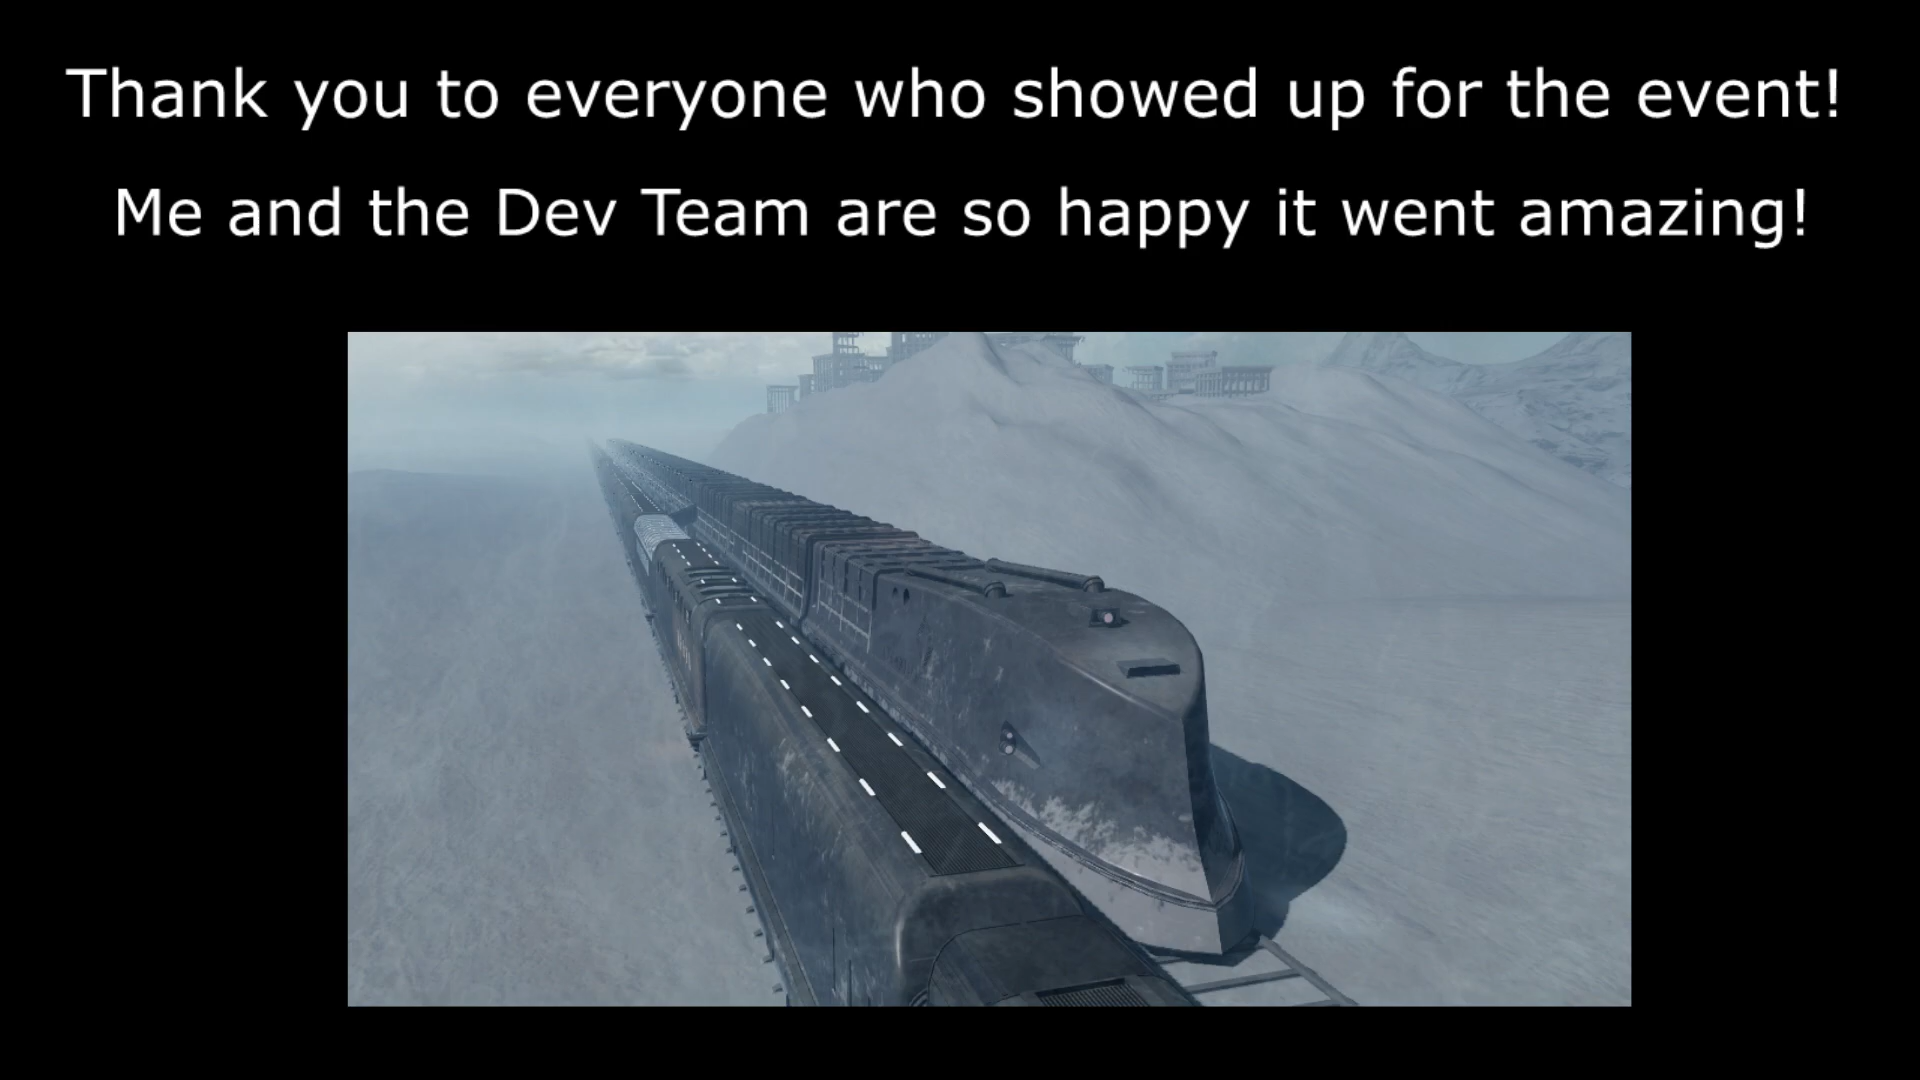 Thank you to everyone who showed up for the event!
Me and the Dev Team are so happy it went amazing!